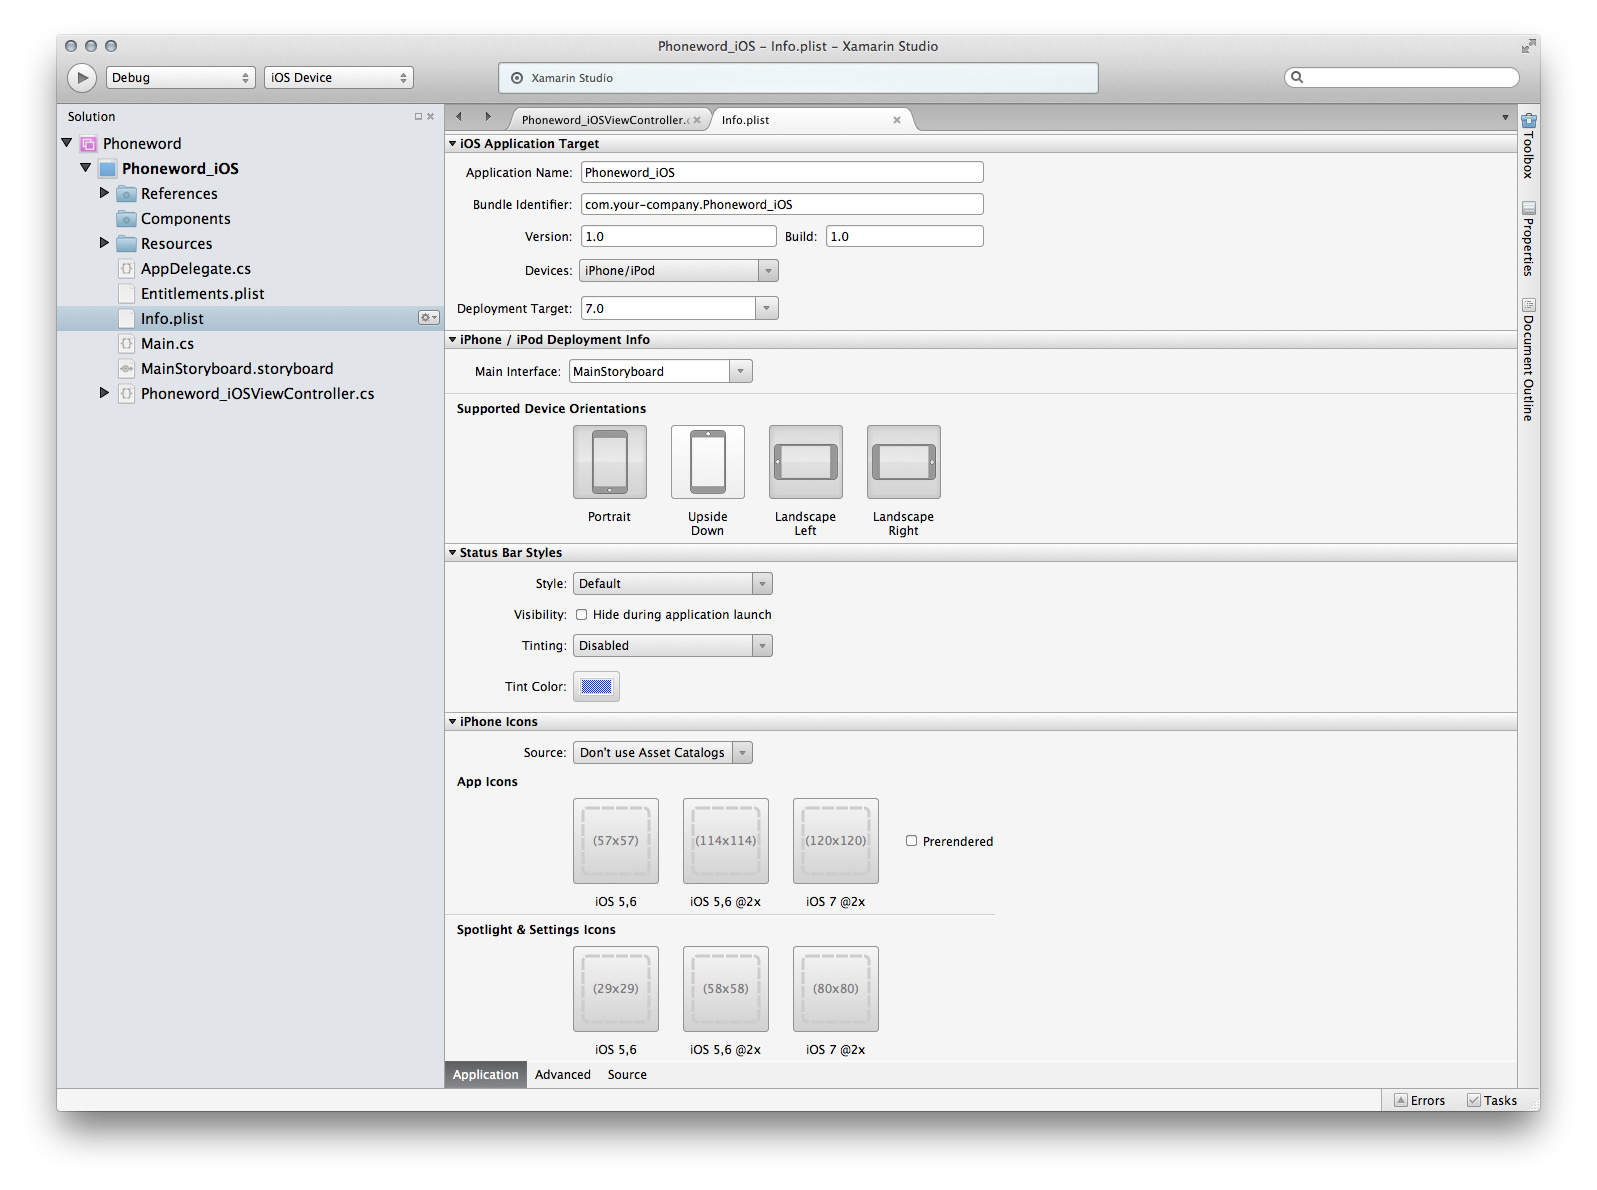 Phoneword_iOS – Info.plist – Xamarin Studio
Debug
iOS Device
Xamarin Studio
Solution
Phoneword
Phoneword_iOS
References
Components
Resources
AppDelegate.cs
Entitlements.plist
Info.plist
Main.cs
MainStoryboard.storyboard
Phoneword_iOSViewController.cs
Phoneword_iOSViewController.c
Info.plist
iOS Application Target
Application Name: Phoneword_iOS
Bundle Identifier: com.your-company.Phoneword_iOS
Version: 1.0 Build: 1.0
Devices: iPhone/iPod
Deployment Target: 7.0
iPhone / iPod Deployment Info
Main Interface: MainStoryboard
Supported Device Orientations
Portrait
Upside
Down
Landscape
Left
Landscape
Right
Status Bar Styles
Style: Default
Visibility: Hide during application launch
Tinting: Disabled
Tint Color:
iPhone Icons
Source: Don't use Asset Catalogs
App Icons
(57x57) (114x114) (120x120) Prerendered
iOS 5,6 iOS 5,6 @2x iOS 7 @2x
Spotlight & Settings Icons
(29x29) (58x58) (80x80)
iOS 5,6 iOS 5,6 @2x iOS 7 @2x
Application Advanced Source
Toolbox
Properties
Document Outline
Errors Tasks